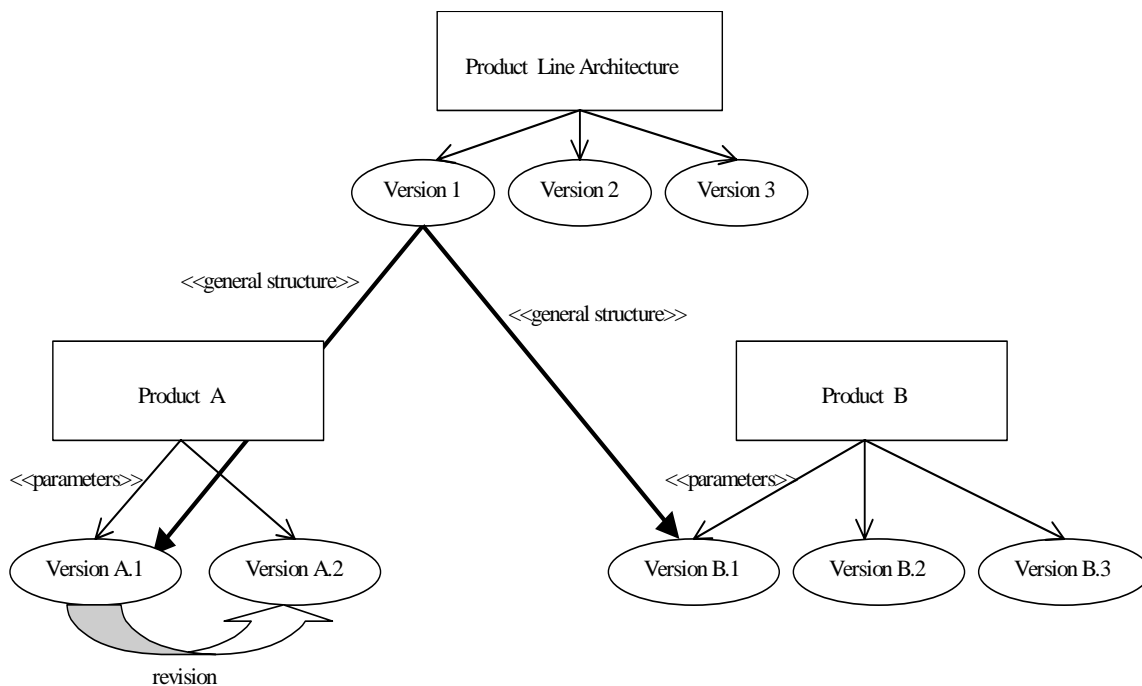 Product Line Architecture
Version 1
Version 2
Version 3
<<general structure>>
<<general structure>>
Product A
Product B
<<parameters>>
<<parameters>>
Version A.1
Version A.2
Version B.1
Version B.2
Version B.3
revision